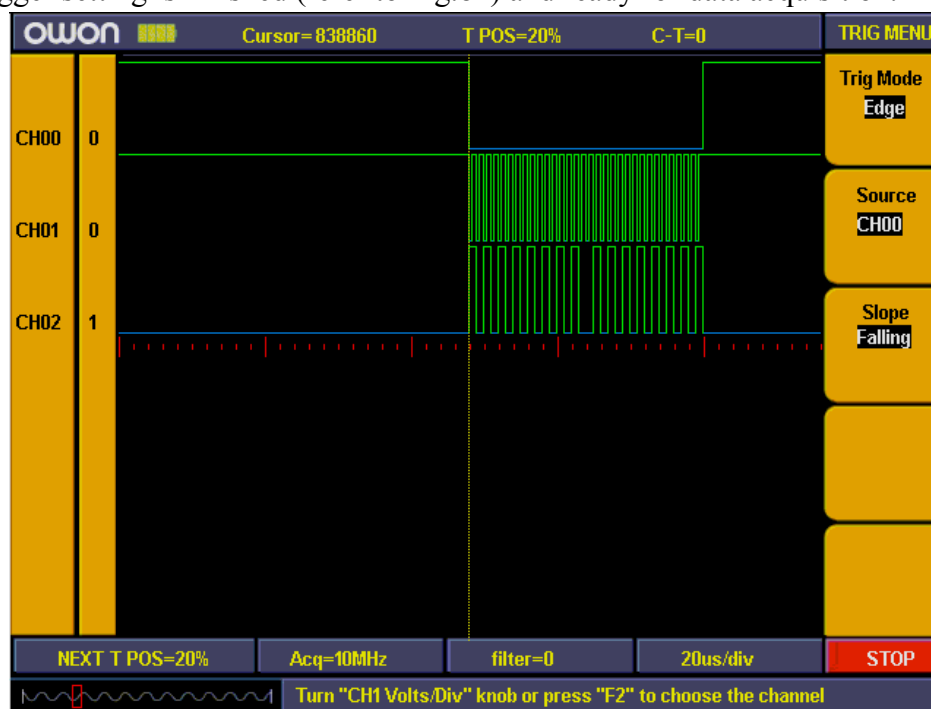 owon Cursor=838860 T POS=20% C-T=0 TRIG MENU
Trig Mode
Edge
CH00 0
Source
CH01 0 CH00
Slope
CH02 1 Falling
NEXT T POS=20% Acq=10MHz filter=0 20us/div STOP
Turn "CH1 Volts/Div" knob or press "F2" to choose the channel